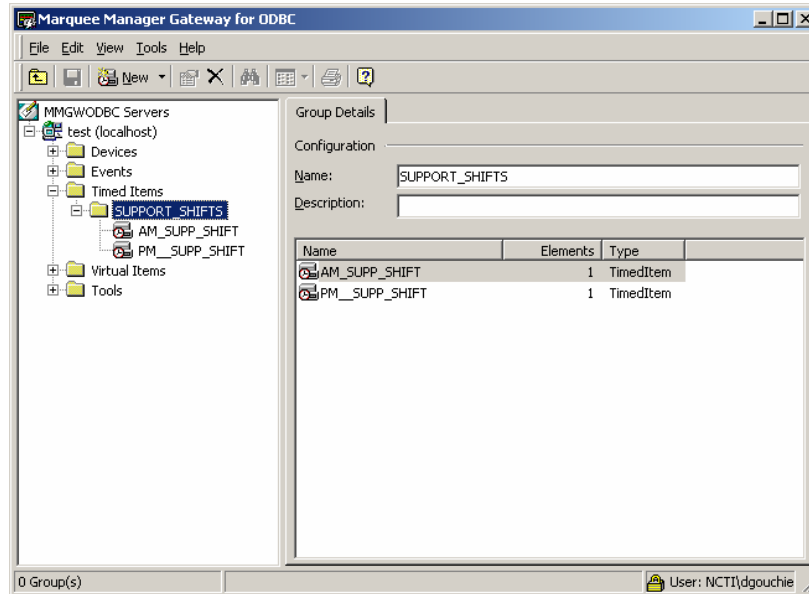 Marquee Manager Gateway for ODBC
File Edit View Tools Help
New
MMGWODBC Servers
test (localhost)
Devices
Events
Timed Items
SUPPORT_SHIFTS
AM_SUPP_SHIFT
PM__SUPP_SHIFT
Virtual Items
Tools
Group Details
Configuration
Name: SUPPORT_SHIFTS
Description:
Name Elements Type
AM_SUPP_SHIFT 1 TimedItem
PM__SUPP_SHIFT 1 TimedItem
0 Group(s)
User: NCTI\dgouchie